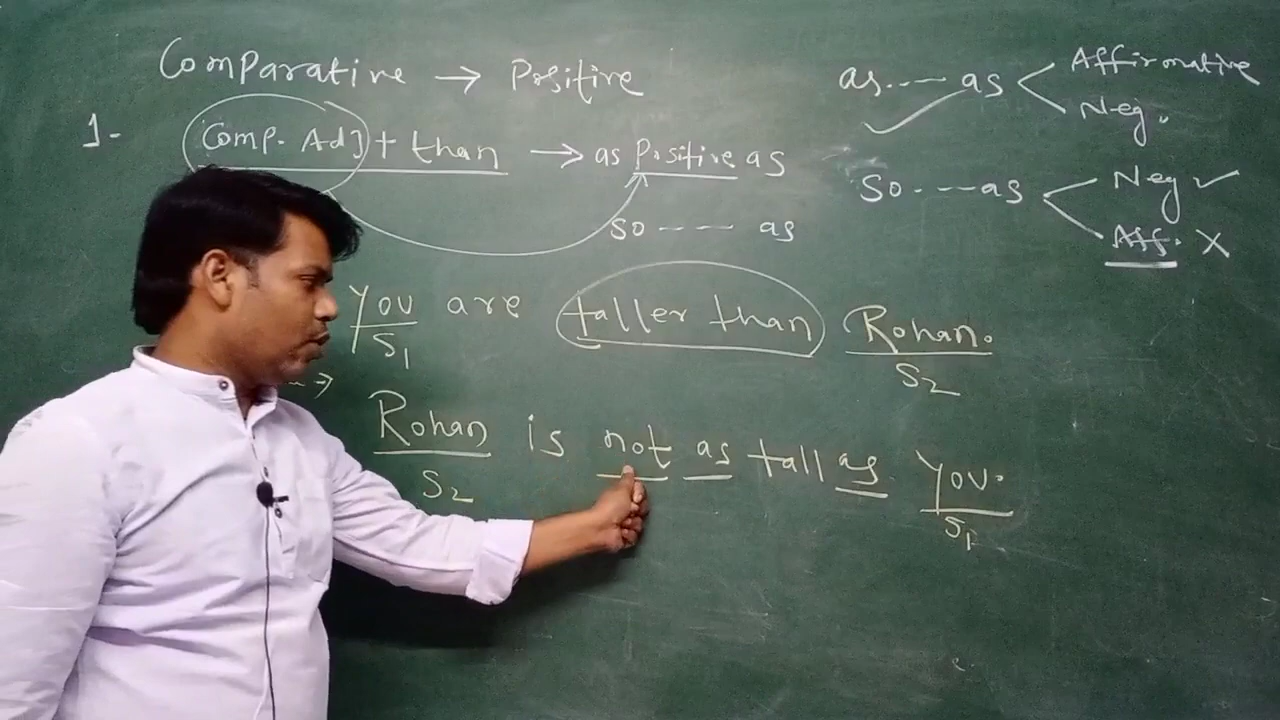 Comparative → Positive
1- Comp. Adj + than → as Positive as
so ---- as
as..--- as < Affirmative
Neg.
So. ---as < Neg ✓
Aff. X
You are taller than Rohan.
S1 S2
→
Rohan is not as tall as you.
S2 S1